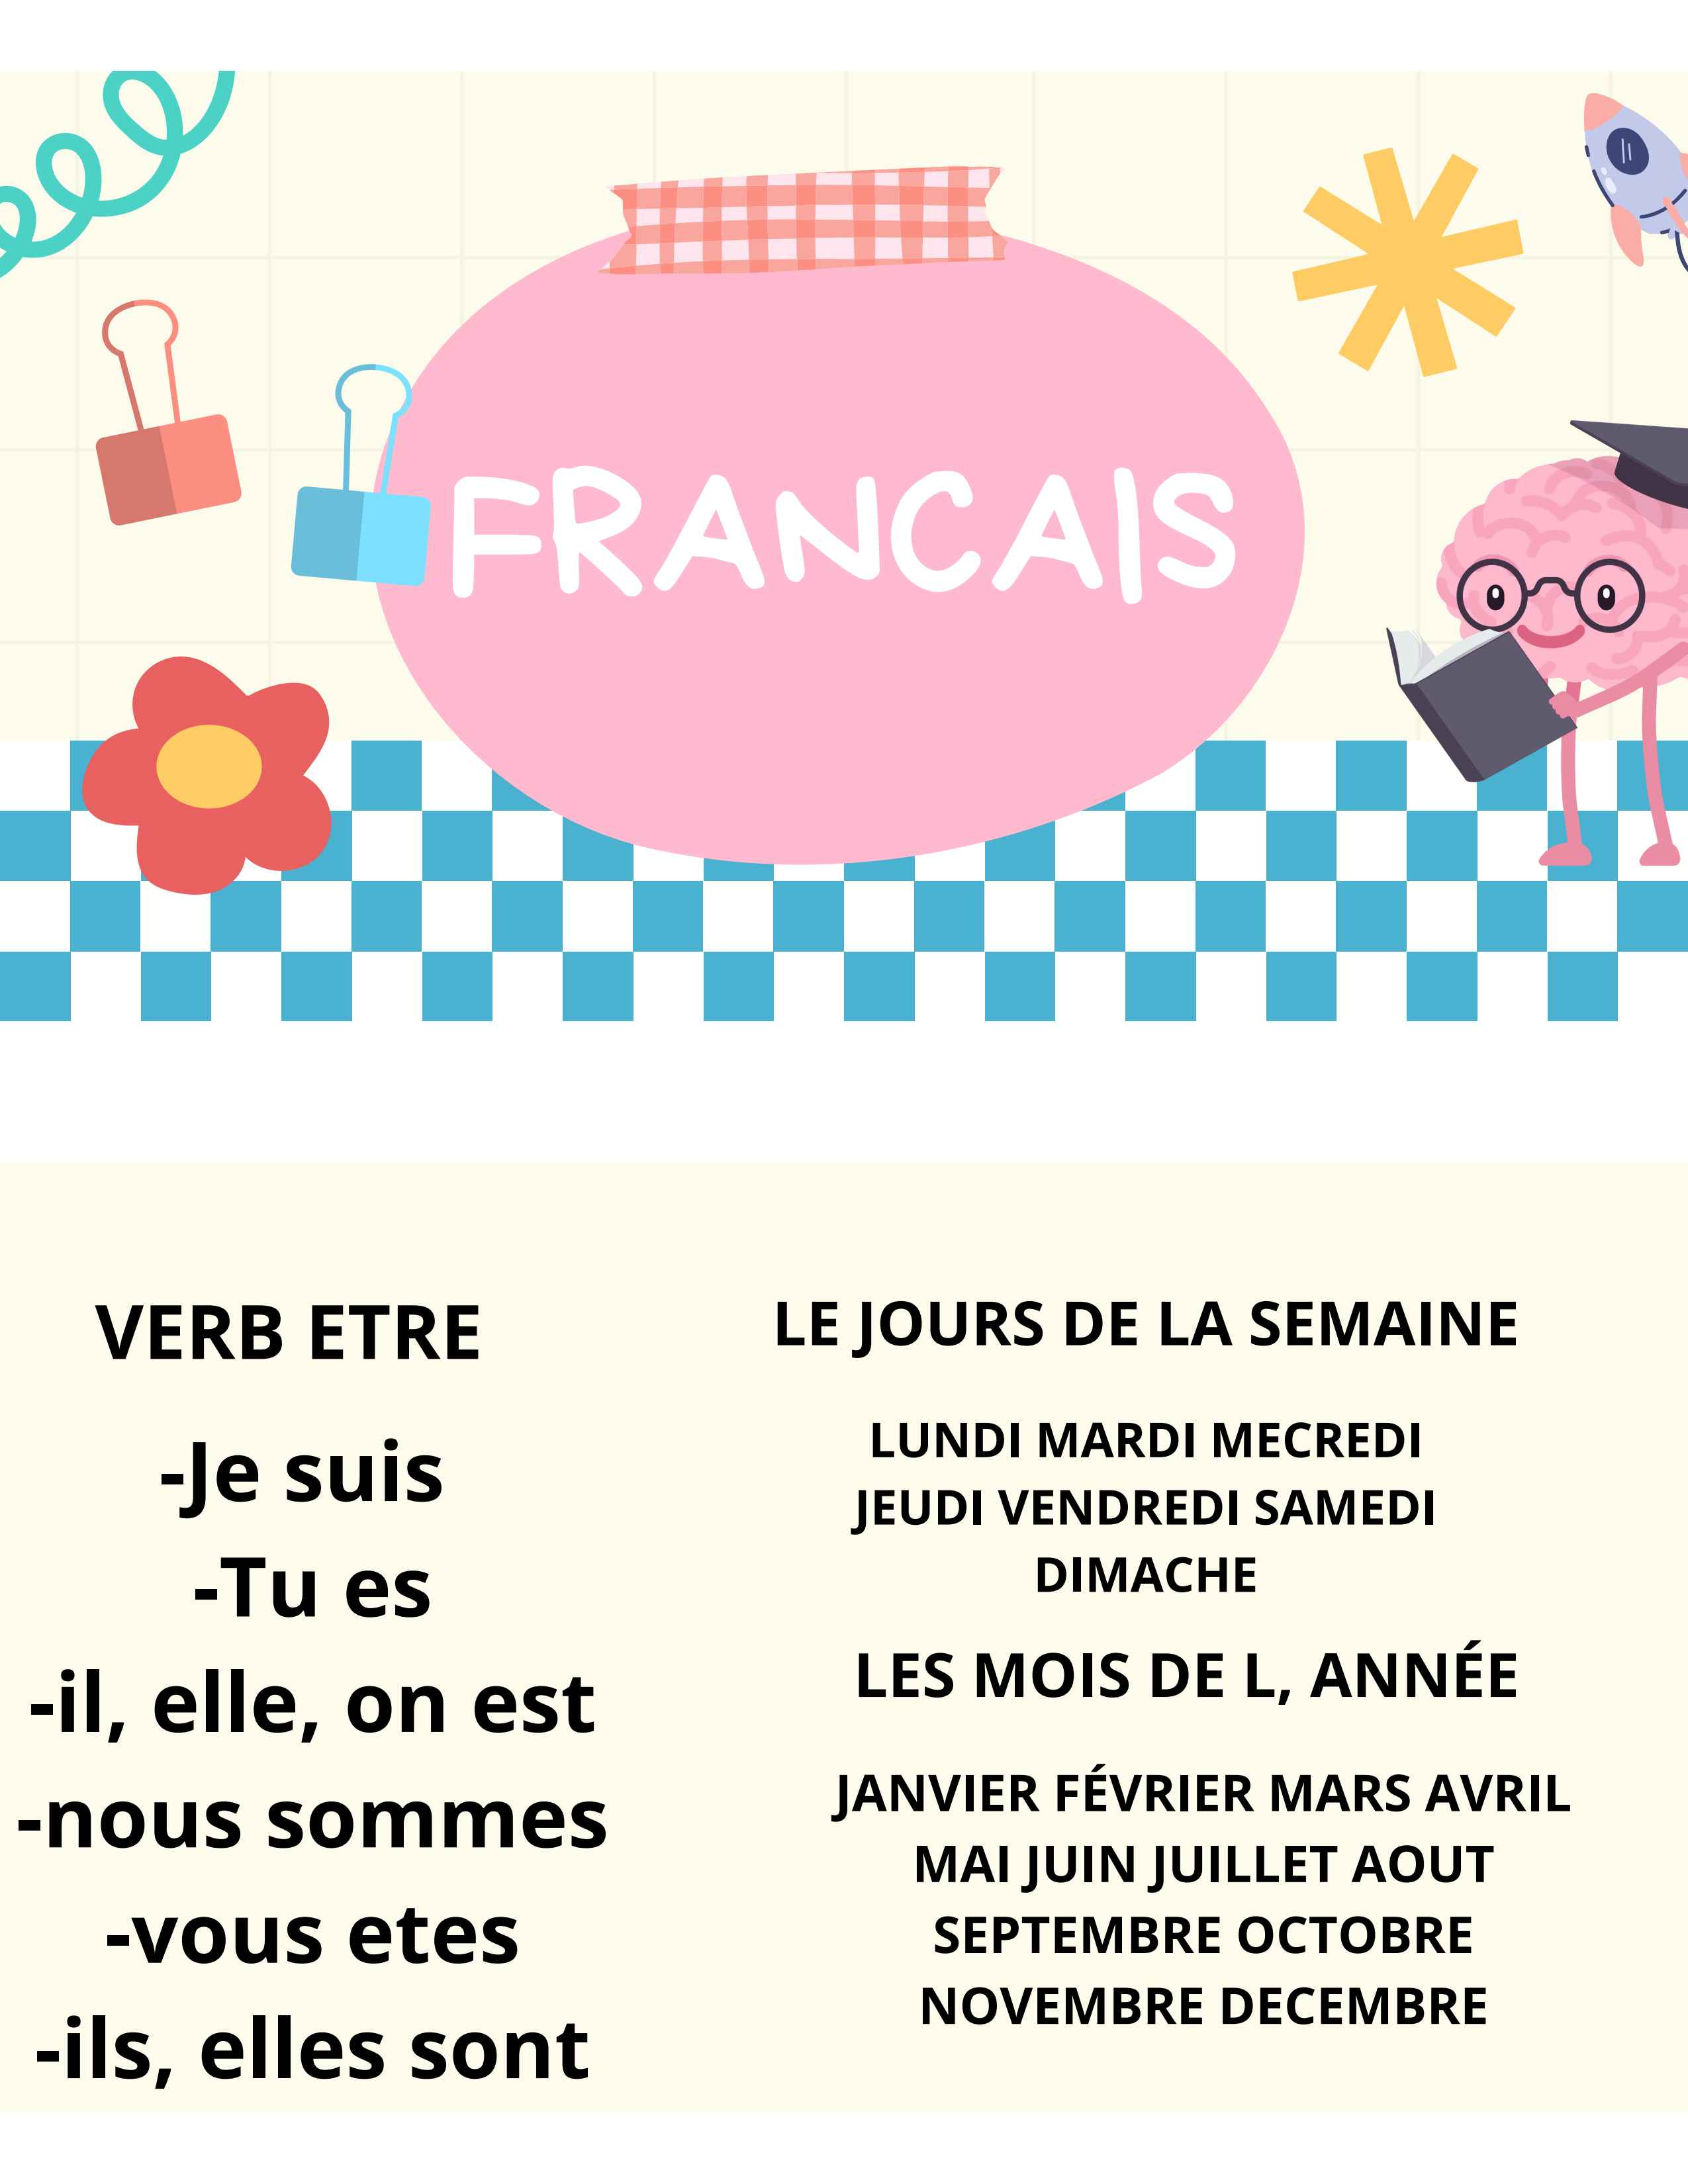 FRANCAIS
VERB ETRE
-Je suis
-Tu es
-il, elle, on est
-nous sommes
-vous etes
-ils, elles sont
LE JOURS DE LA SEMAINE
LUNDI MARDI MECREDI
JEUDI VENDREDI SAMEDI
DIMACHE
LES MOIS DE L, ANNÉE
JANVIER FÉVRIER MARS AVRIL
MAI JUIN JUILLET AOUT
SEPTEMBRE OCTOBRE
NOVEMBRE DECEMBRE